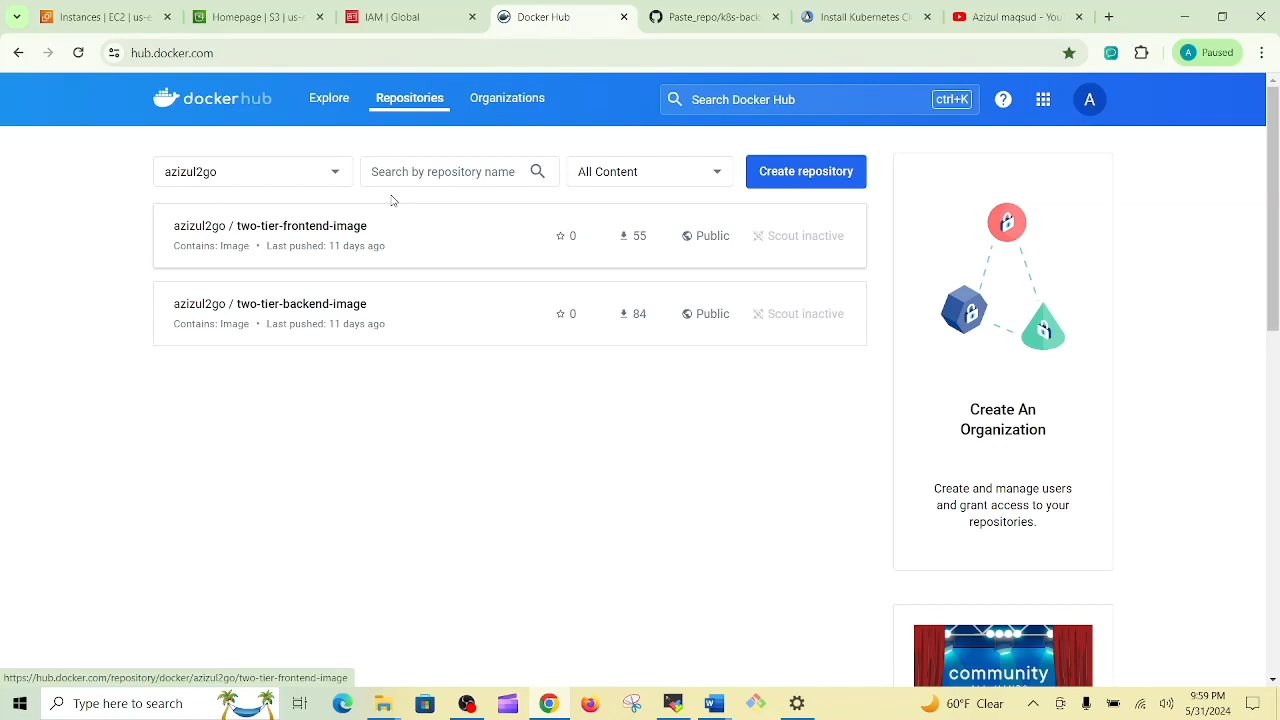 Instances | EC2 | us-e
Homepage | S3 | us-
IAM | Global
Docker Hub
Paste.repo/k8s-backu
Install Kubernetes Cl
Azizul maqsud - You
hub.docker.com
A Paused
dockerhub
Explore
Repositories
Organizations
Search Docker Hub
ctrl+K
A
azizul2go
Search by repository name
All Content
Create repository
azizul2go / two-tier-frontend-image
Contains: Image • Last pushed: 11 days ago
0
55
Public
Scout inactive
azizul2go / two-tier-backend-image
Contains: Image • Last pushed: 11 days ago
0
84
Public
Scout inactive
Create An
Organization
Create and manage users
and grant access to your
repositories.
community
https://hub.docker.com/repository/docker/azizul2go/two-tier-frontend-image
Type here to search
60°F Clear
9:59 PM
5/31/2024